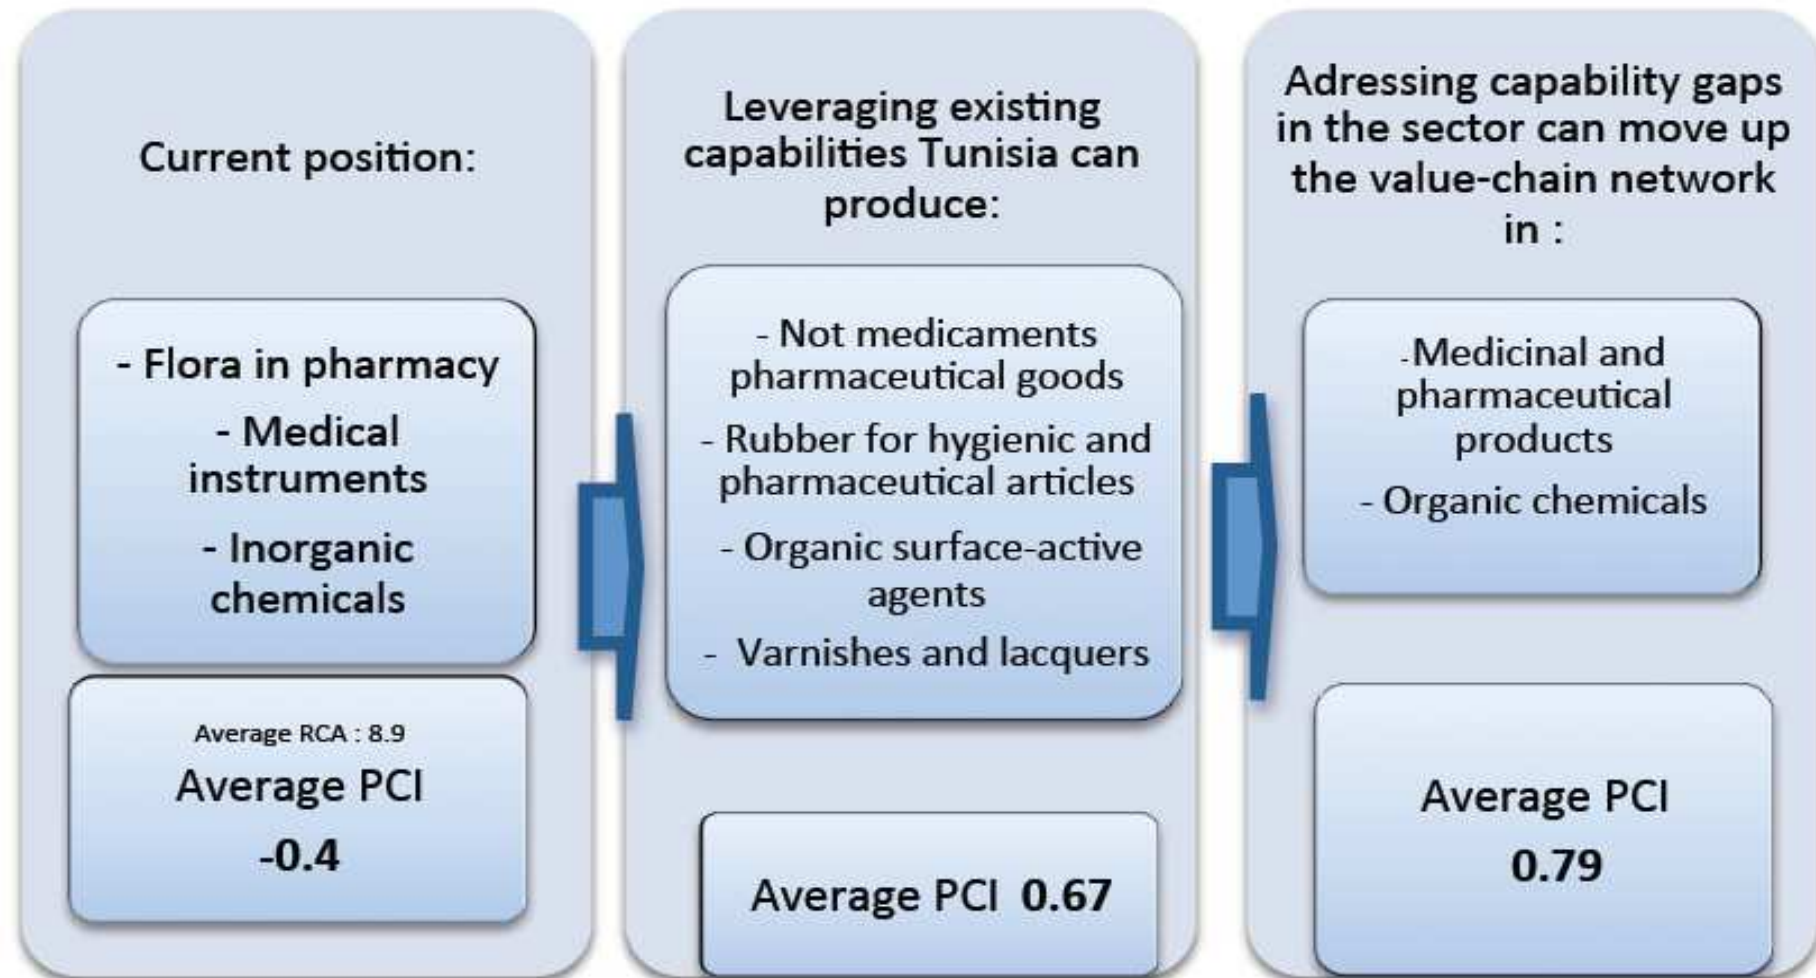 Current position:
- Flora in pharmacy
- Medical
instruments
- Inorganic
chemicals
Average RCA : 8.9
Average PCI
-0.4
Leveraging existing
capabilities Tunisia can
produce:
- Not medicaments
pharmaceutical goods
- Rubber for hygienic and
pharmaceutical articles
- Organic surface-active
agents
- Varnishes and lacquers
Average PCI 0.67
Adressing capability gaps
in the sector can move up
the value-chain network
in :
-Medicinal and
pharmaceutical
products
- Organic chemicals
Average PCI
0.79